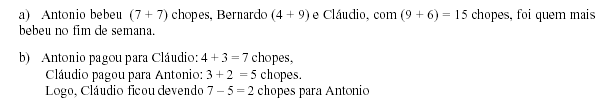 a) Antonio bebeu (7 + 7) chopes, Bernardo (4 + 9) e Cláudio, com (9 + 6) = 15 chopes, foi quem mais
bebeu no fim de semana.
b) Antonio pagou para Cláudio: 4 + 3 = 7 chopes,
Cláudio pagou para Antonio: 3 + 2 = 5 chopes.
Logo, Cláudio ficou devendo 7 – 5 = 2 chopes para Antonio